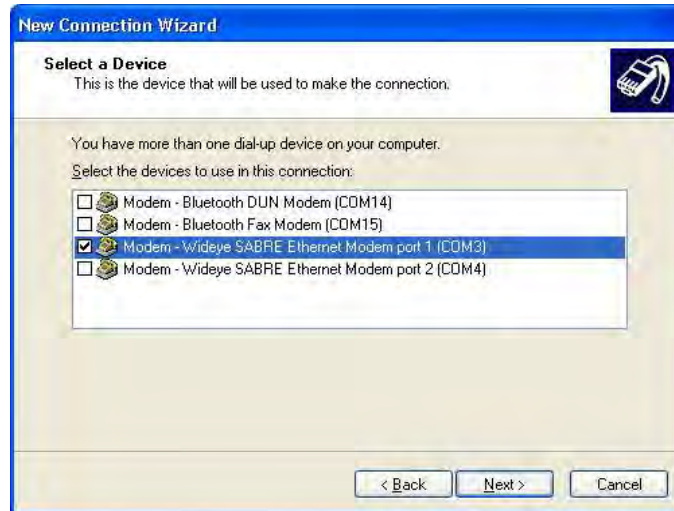 New Connection Wizard
Select a Device
This is the device that will be used to make the connection.
You have more than one dial-up device on your computer.
Select the devices to use in this connection:
Modem - Bluetooth DUN Modem (COM14)
Modem - Bluetooth Fax Modem (COM15)
Modem - Wideye SABRE Ethernet Modem port 1 (COM3)
Modem - Wideye SABRE Ethernet Modem port 2 (COM4)
< Back Next > Cancel